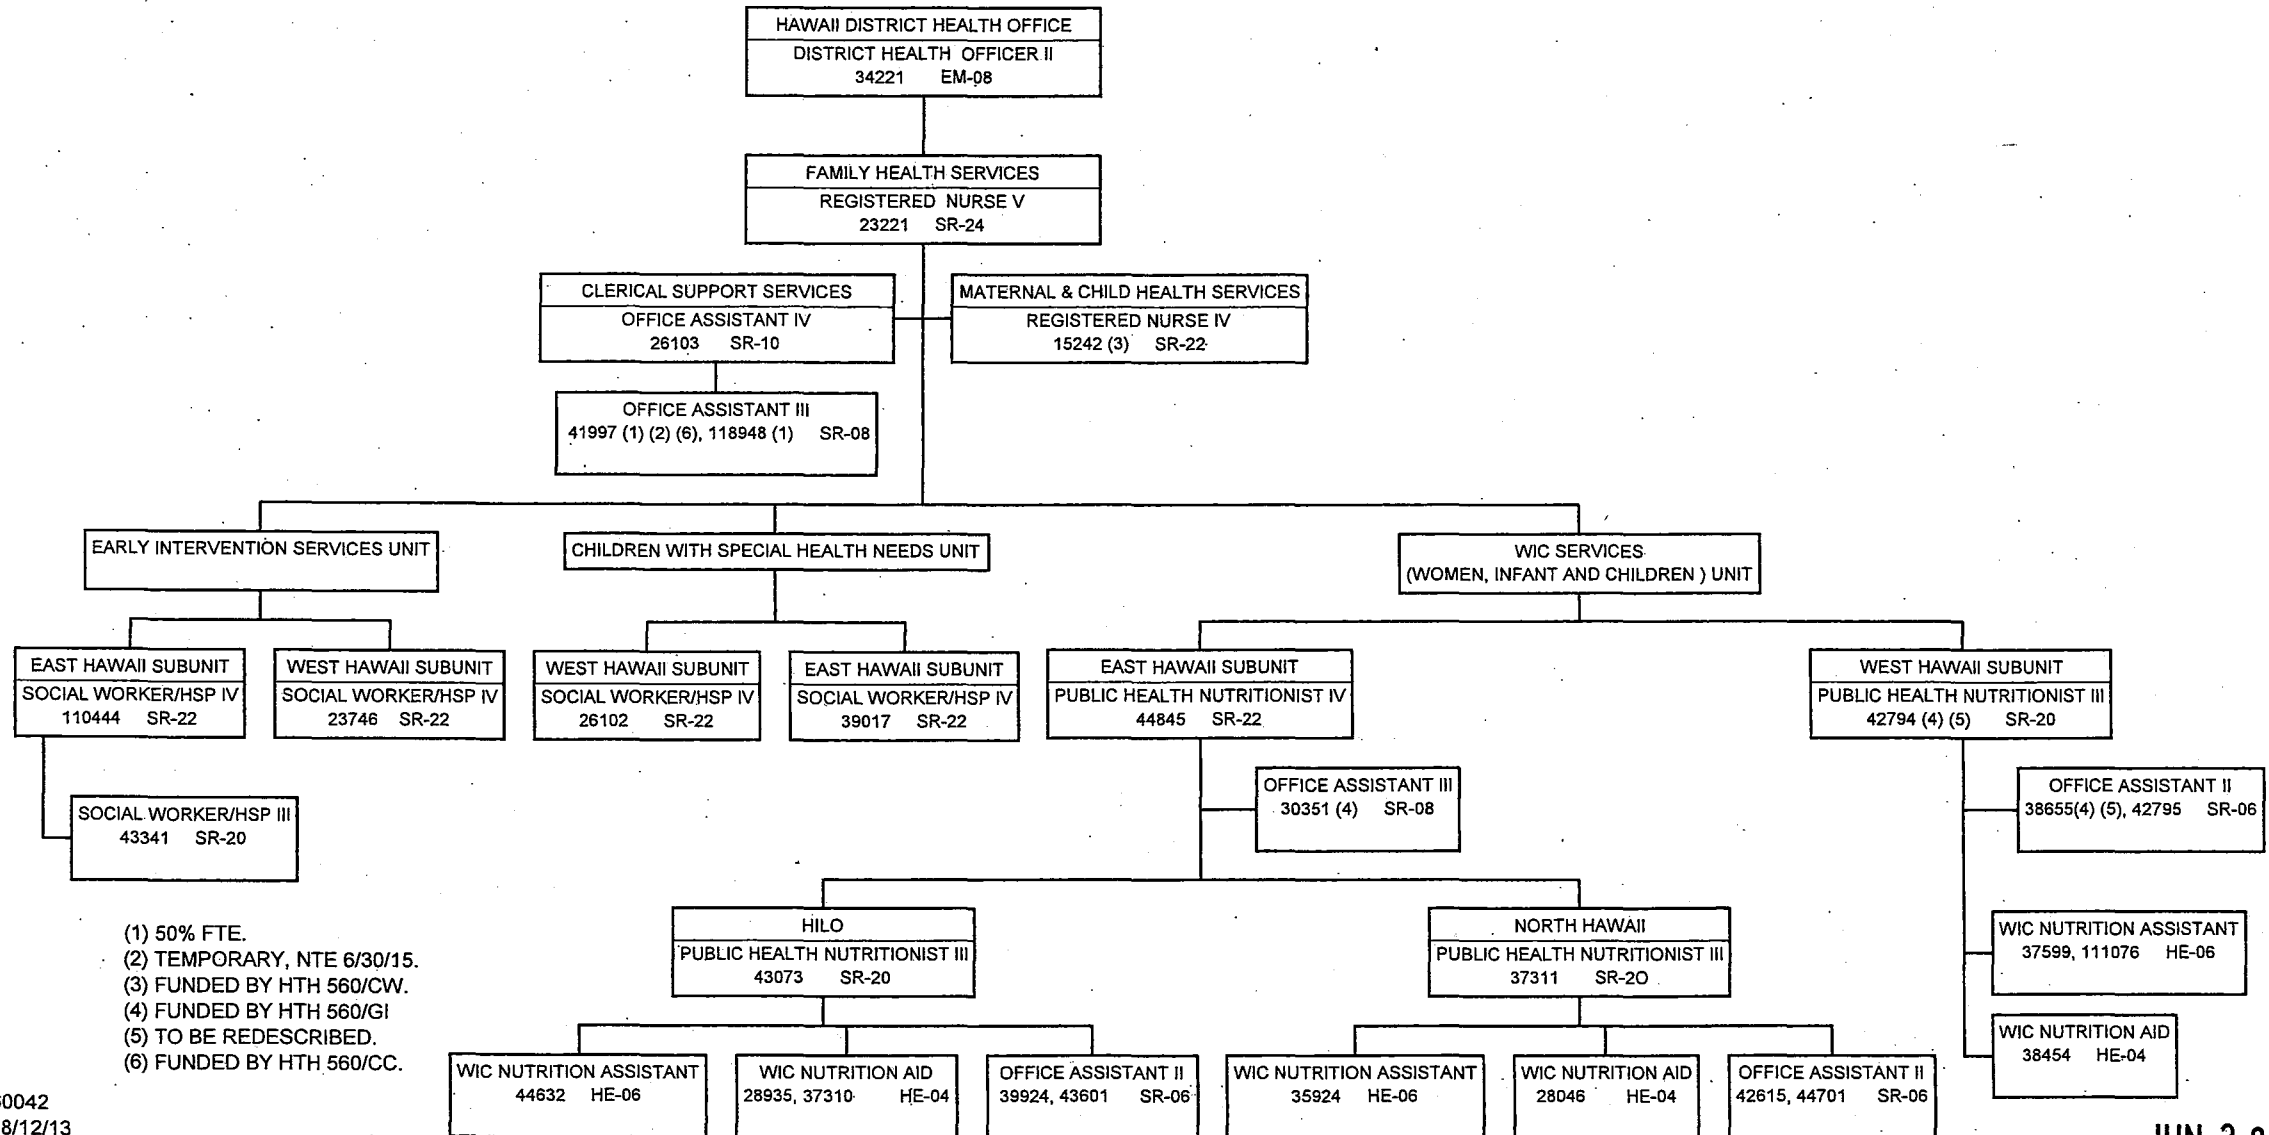 HAWAII DISTRICT HEALTH OFFICE
DISTRICT HEALTH OFFICER II
34221 EM-08
FAMILY HEALTH SERVICES
REGISTERED NURSE V
23221 SR-24
CLERICAL SUPPORT SERVICES
OFFICE ASSISTANT IV
26103 SR-10
MATERNAL & CHILD HEALTH SERVICES
REGISTERED NURSE IV
15242 (3) SR-22
OFFICE ASSISTANT III
41997 (1) (2) (6), 118948 (1) SR-08
EARLY INTERVENTION SERVICES UNIT
CHILDREN WITH SPECIAL HEALTH NEEDS UNIT
WIC SERVICES
(WOMEN, INFANT AND CHILDREN ) UNIT
EAST HAWAII SUBUNIT
SOCIAL WORKER/HSP IV
110444 SR-22
WEST HAWAII SUBUNIT
SOCIAL WORKER/HSP IV
23746 SR-22
WEST HAWAII SUBUNIT
SOCIAL WORKER/HSP IV
26102 SR-22
EAST HAWAII SUBUNIT
SOCIAL WORKER/HSP IV
39017 SR-22
EAST HAWAII SUBUNIT
PUBLIC HEALTH NUTRITIONIST IV
44845 SR-22
WEST HAWAII SUBUNIT
PUBLIC HEALTH NUTRITIONIST III
42794 (4) (5) SR-20
SOCIAL WORKER/HSP III
43341 SR-20
OFFICE ASSISTANT III
30351 (4) SR-08
OFFICE ASSISTANT II
38655(4) (5), 42795 SR-06
HILO
PUBLIC HEALTH NUTRITIONIST III
43073 SR-20
NORTH HAWAII
PUBLIC HEALTH NUTRITIONIST III
37311 SR-2O
WIC NUTRITION ASSISTANT
37599, 111076 HE-06
WIC NUTRITION AID
38454 HE-04
(1) 50% FTE.
(2) TEMPORARY, NTE 6/30/15.
(3) FUNDED BY HTH 560/CW.
(4) FUNDED BY HTH 560/GI
(5) TO BE REDESCRIBED.
(6) FUNDED BY HTH 560/CC.
WIC NUTRITION ASSISTANT
44632 HE-06
WIC NUTRITION AID
28935, 37310 HE-04
OFFICE ASSISTANT II
39924, 43601 SR-06
WIC NUTRITION ASSISTANT
35924 HE-06
WIC NUTRITION AID
28046 HE-04
OFFICE ASSISTANT II
42615, 44701 SR-06
0042
8/12/13